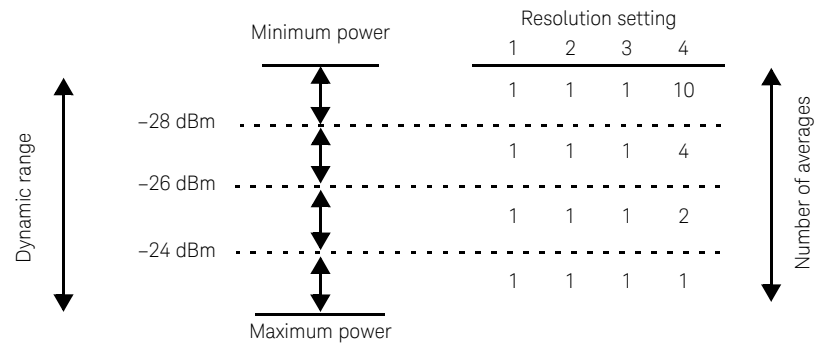 Resolution setting
Minimum power
1 2 3 4
1 1 1 10
–28 dBm
1 1 1 4
–26 dBm
1 1 1 2
–24 dBm
1 1 1 1
Maximum power
Dynamic range
Number of averages